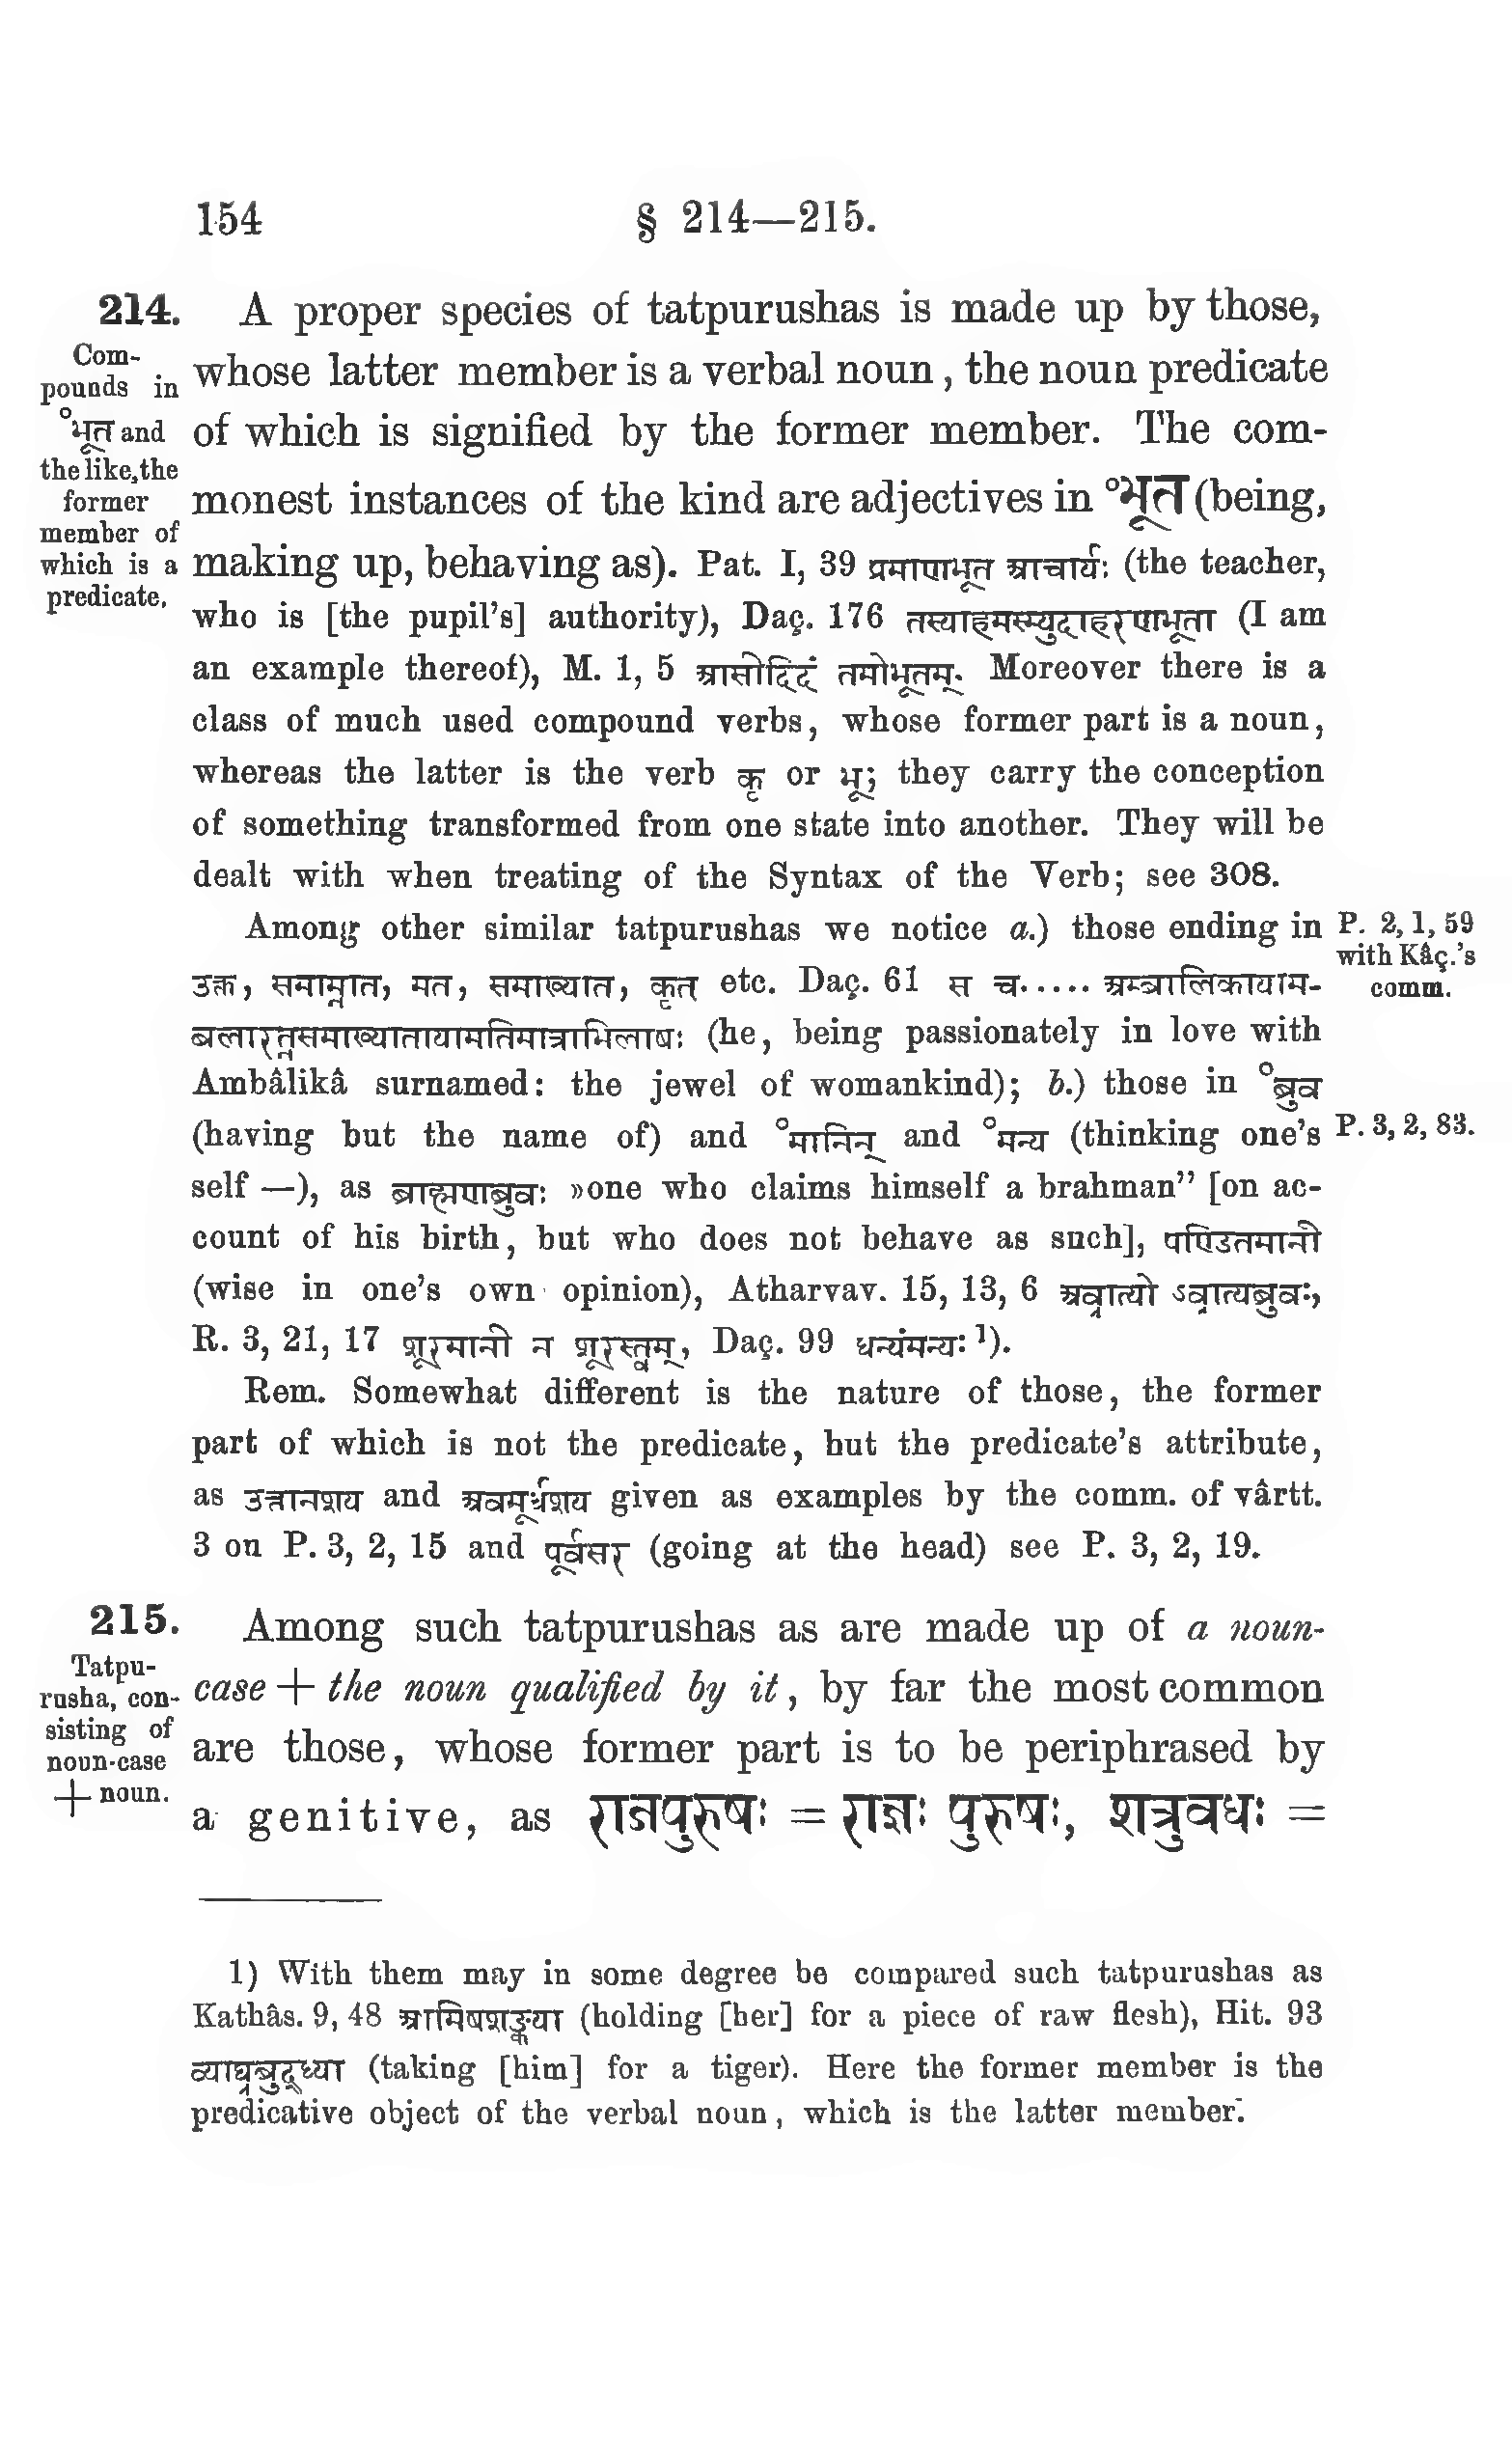 154 § 214—215.
214. A proper species of tatpurushas is made up by those,
Com-
pounds in
°भूत and
the like, the
former
member of
which is a
predicate.
whose latter member is a verbal noun, the noun predicate
of which is signified by the former member. The com-
monest instances of the kind are adjectives in °भूत (being,
making up, behaving as). Pat. I, 39 प्रमाणभूत आचार्यः (the teacher,
who is [the pupil's] authority), Daç. 176 तस्याहमस्म्युदाहरणभूता (I am
an example thereof), M. 1, 5 आसीदिदं तमोभूतम्. Moreover there is a
class of much used compound verbs, whose former part is a noun,
whereas the latter is the verb कृ or भू; they carry the conception
of something transformed from one state into another. They will be
dealt with when treating of the Syntax of the Verb; see 308.
Among other similar tatpurushas we notice a.) those ending in
P. 2, 1, 59
with Kâç.'s
comm.
उक्त, समाम्नात, मत, समाख्यात, कृत etc. Daç. 61 स च..... अम्बालिकायाम-
बलारत्नसमाख्यातायामतिमात्राभिलाषः (he, being passionately in love with
Ambâlikâ surnamed: the jewel of womankind); b.) those in °ब्रुव
(having but the name of) and °मानिन् and °मन्य (thinking one's
P. 3, 2, 83.
self —), as ब्राह्मणब्रुवः »one who claims himself a brahman” [on ac-
count of his birth, but who does not behave as such], पण्डितमानी
(wise in one's own opinion), Atharvav. 15, 13, 6 अव्रात्यो ऽव्रात्यब्रुवः,
R. 3, 21, 17 शूरमानी न शूरस्त्वम्, Daç. 99 धन्यंमन्यः ¹).
Rem. Somewhat different is the nature of those, the former
part of which is not the predicate, but the predicate's attribute,
as उत्तानशय and अवमूर्धशय given as examples by the comm. of vârtt.
3 on P. 3, 2, 15 and पूर्वसर (going at the head) see P. 3, 2, 19.
215. Among such tatpurushas as are made up of a noun-
Tatpu-
rusha, con-
sisting of
noun-case
+ noun.
case + the noun qualified by it, by far the most common
are those, whose former part is to be periphrased by
a genitive, as राजपुरुषः = राज्ञः पुरुषः, शत्रुवधः =
1) With them may in some degree be compared such tatpurushas as
Kathâs. 9, 48 आमिषशङ्कया (holding [her] for a piece of raw flesh), Hit. 93
व्याघ्रबुद्ध्या (taking [him] for a tiger). Here the former member is the
predicative object of the verbal noun, which is the latter member.